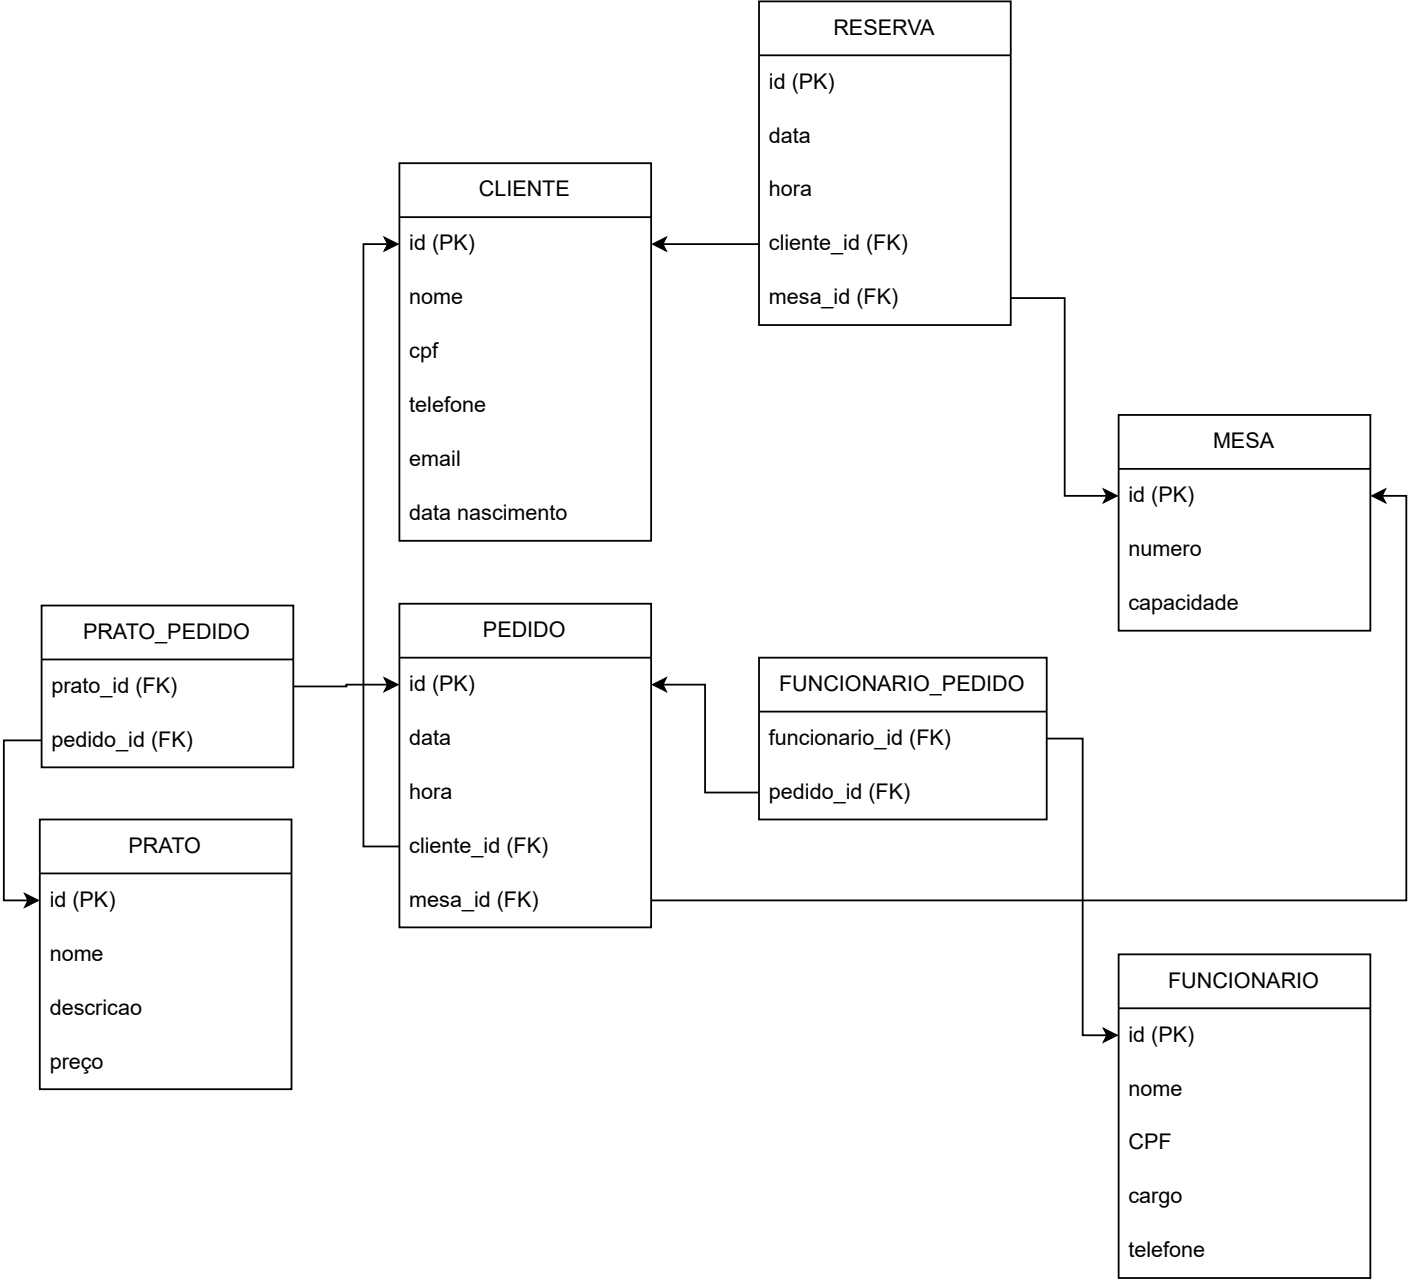 RESERVA
id (PK)
data
hora
cliente_id (FK)
mesa_id (FK)
CLIENTE
id (PK)
nome
cpf
telefone
email
data nascimento
MESA
id (PK)
numero
capacidade
PRATO_PEDIDO
prato_id (FK)
pedido_id (FK)
PEDIDO
id (PK)
data
hora
cliente_id (FK)
mesa_id (FK)
FUNCIONARIO_PEDIDO
funcionario_id (FK)
pedido_id (FK)
PRATO
id (PK)
nome
descricao
preço
FUNCIONARIO
id (PK)
nome
CPF
cargo
telefone